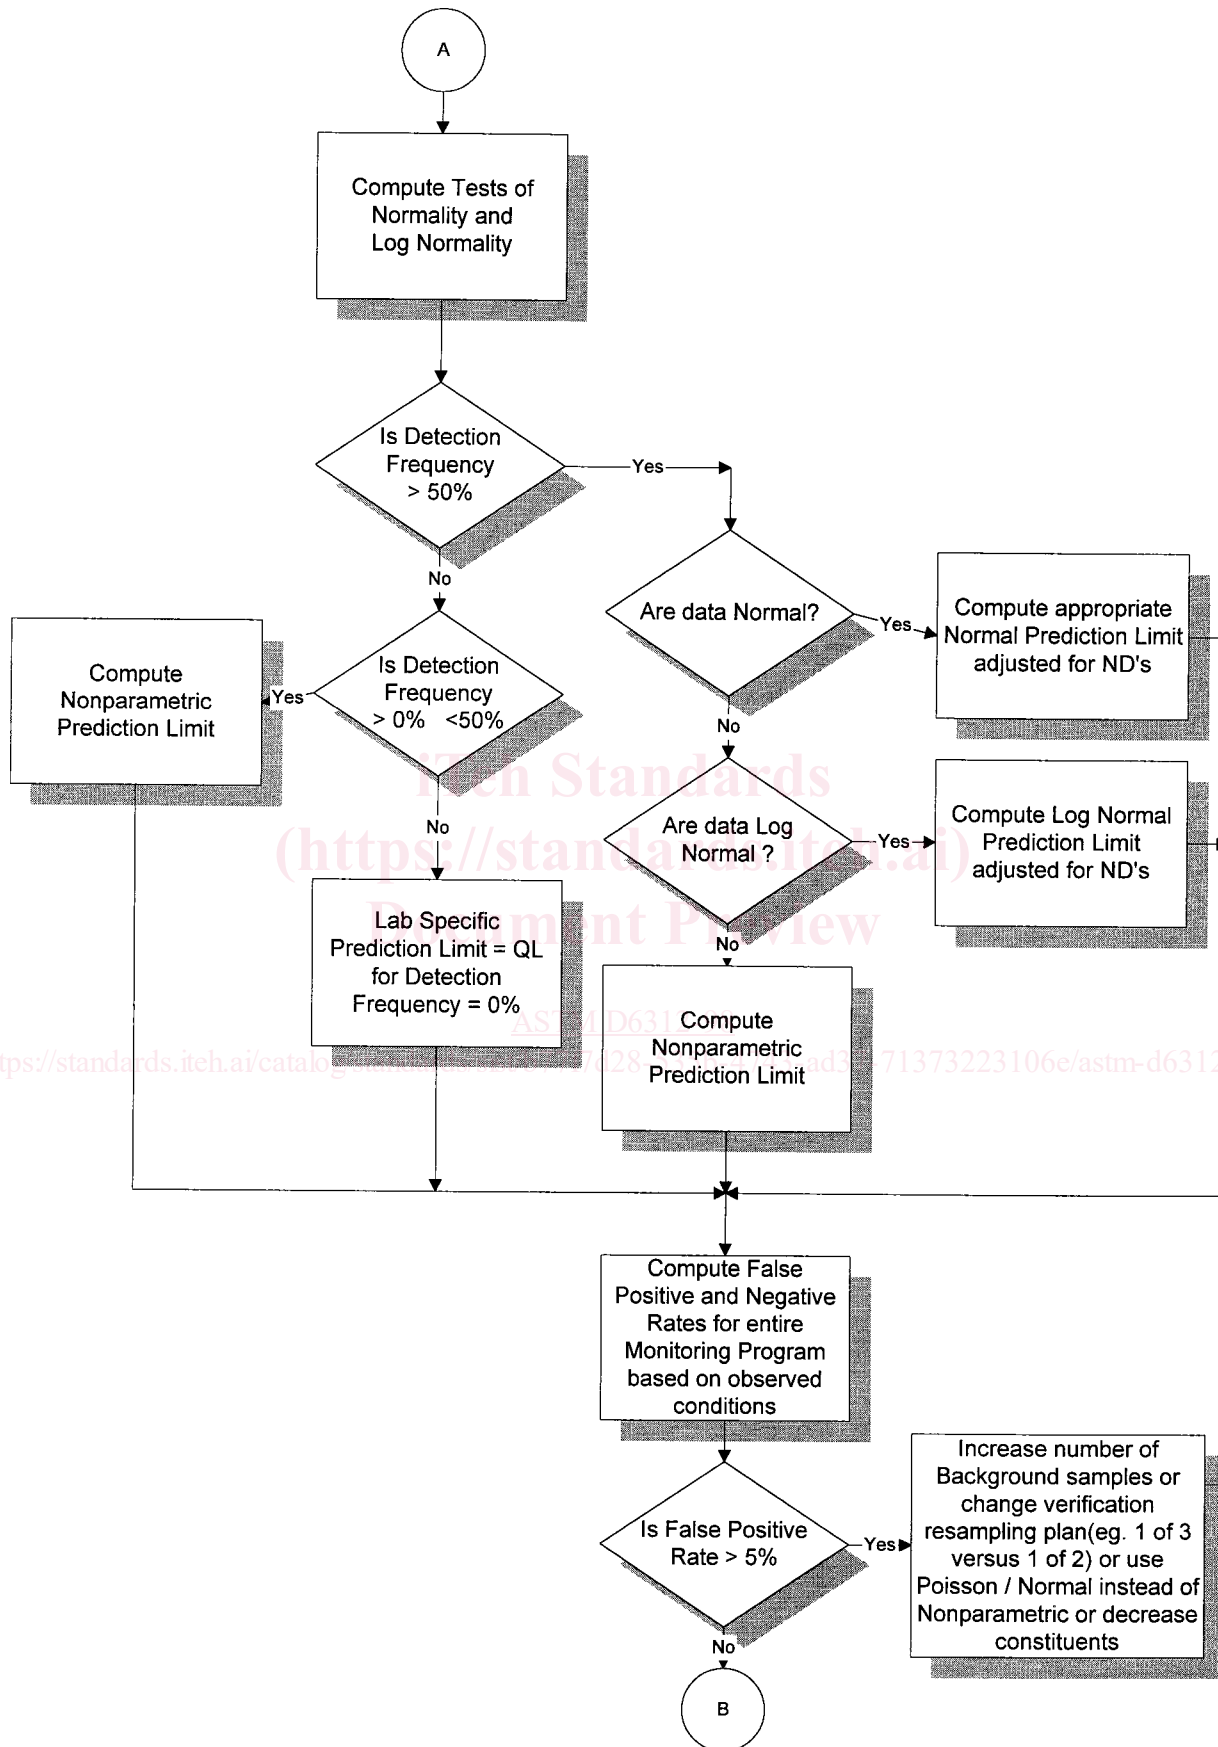 A
Compute Tests of
Normality and
Log Normality
Is Detection
Frequency
> 50%
Yes
No
Are data Normal?
Yes
Compute appropriate
Normal Prediction Limit
adjusted for ND's
Compute
Nonparametric
Prediction Limit
Yes
Is Detection
Frequency
> 0% <50%
No
No
iTeh Standards
(https://standards.iteh.ai)
Document Preview
Are data Log
Normal ?
Yes
Compute Log Normal
Prediction Limit
adjusted for ND's
No
Lab Specific
Prediction Limit = QL
for Detection
Frequency = 0%
Compute
Nonparametric
Prediction Limit
Compute False
Positive and Negative
Rates for entire
Monitoring Program
based on observed
conditions
Is False Positive
Rate > 5%
Yes
Increase number of
Background samples or
change verification
resampling plan(eg. 1 of 3
versus 1 of 2) or use
Poisson / Normal instead of
Nonparametric or decrease
constituents
No
B